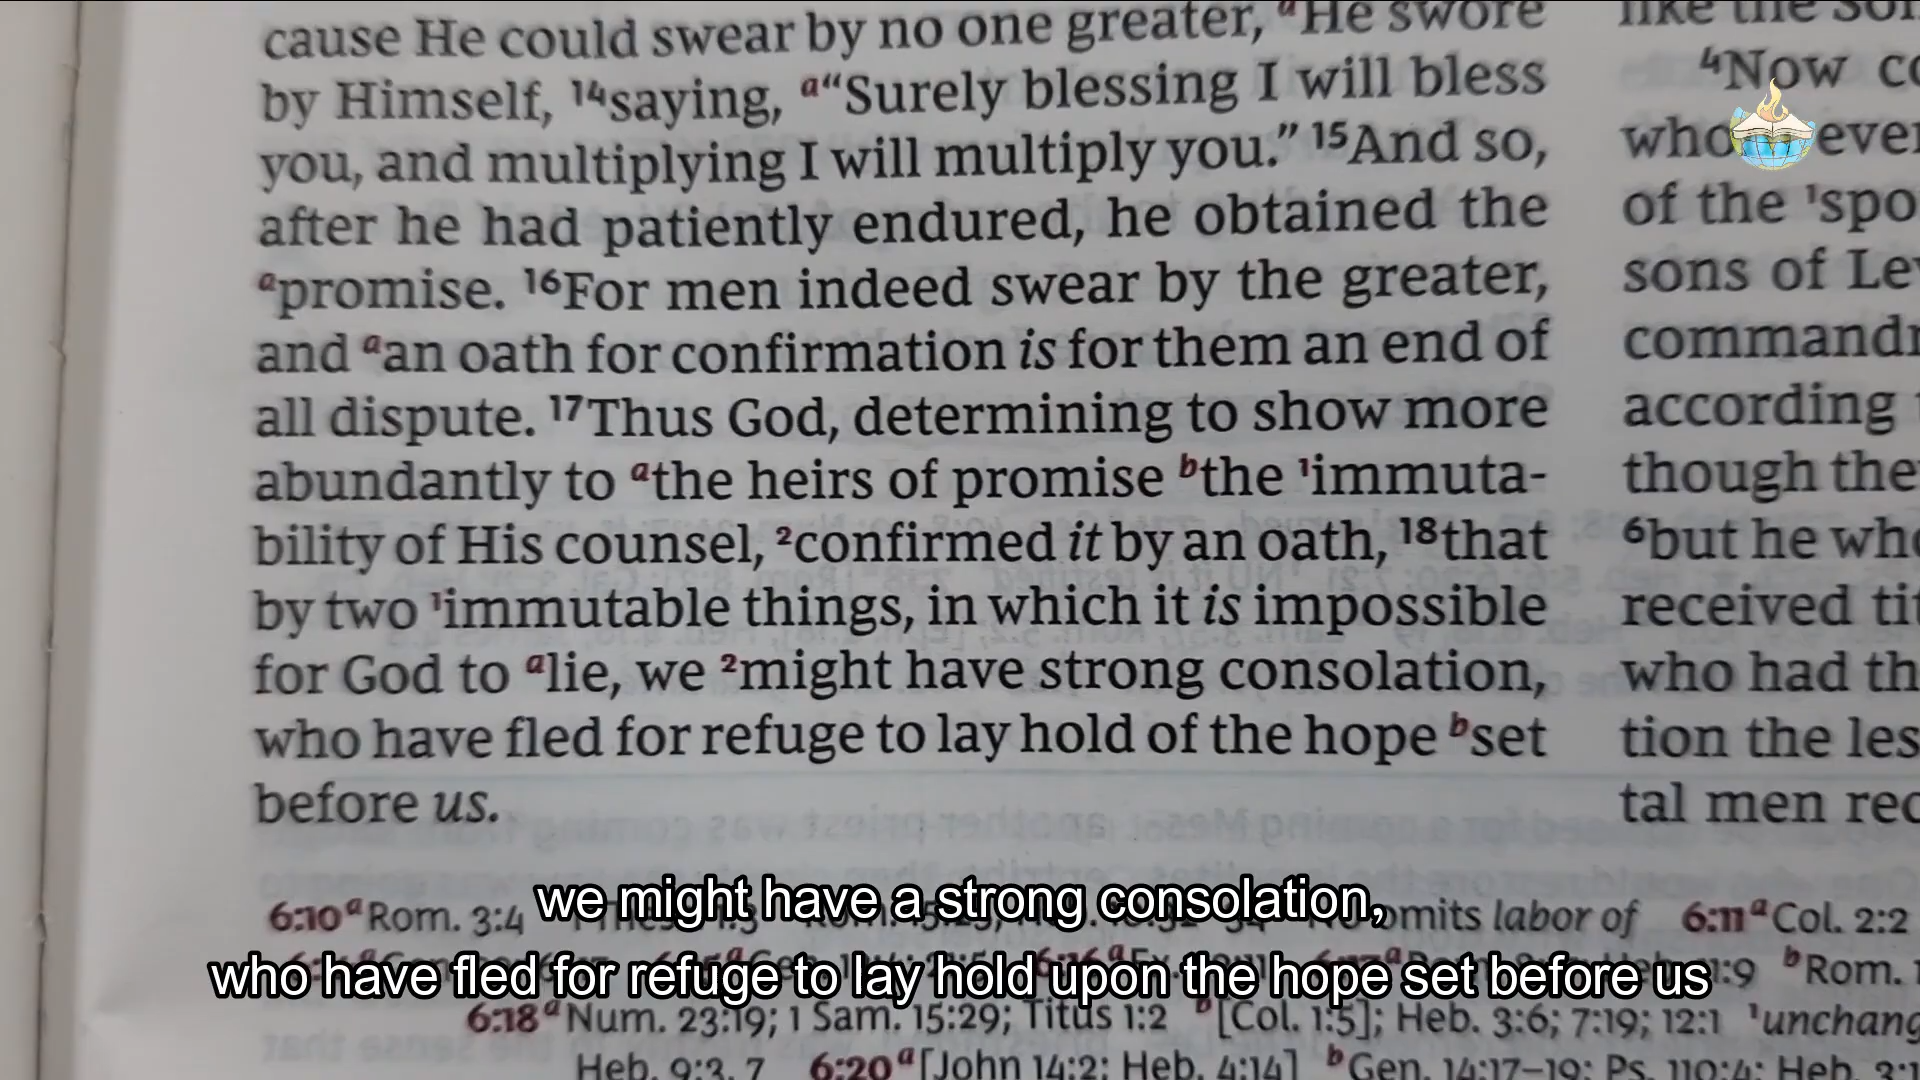 cause He could swear by no one greater, ᵃHe swore
by Himself, ¹⁴saying, ᵃ“Surely blessing I will bless
you, and multiplying I will multiply you.” ¹⁵And so,
after he had patiently endured, he obtained the
ᵃpromise. ¹⁶For men indeed swear by the greater,
and ᵃan oath for confirmation is for them an end of
all dispute. ¹⁷Thus God, determining to show more
abundantly to ᵃthe heirs of promise ᵇthe ¹immuta-
bility of His counsel, ²confirmed it by an oath, ¹⁸that
by two ¹immutable things, in which it is impossible
for God to ᵃlie, we ²might have strong consolation,
who have fled for refuge to lay hold of the hope ᵇset
before us.
like the
⁴Now
who ever
of the
sons of
according
though
⁶but he
received
who had
tion the
tal men
we might have a strong consolation,
who have fled for refuge to lay hold upon the hope set before us
6:10 ᵃRom. 3:4 omits labor of 6:11 ᵃCol. 2:2
ᵇRom.
6:18 ᵃNum. 23:19; 1 Sam. 15:29; Titus 1:2 ᵇ[Col. 1:5]; Heb. 3:6; 7:19; 12:1
Heb. 9:3, 7 6:20 ᵃ[John 14:2; Heb. 4:14] ᵇGen. 14:17–19; Ps. 110:4; Heb.